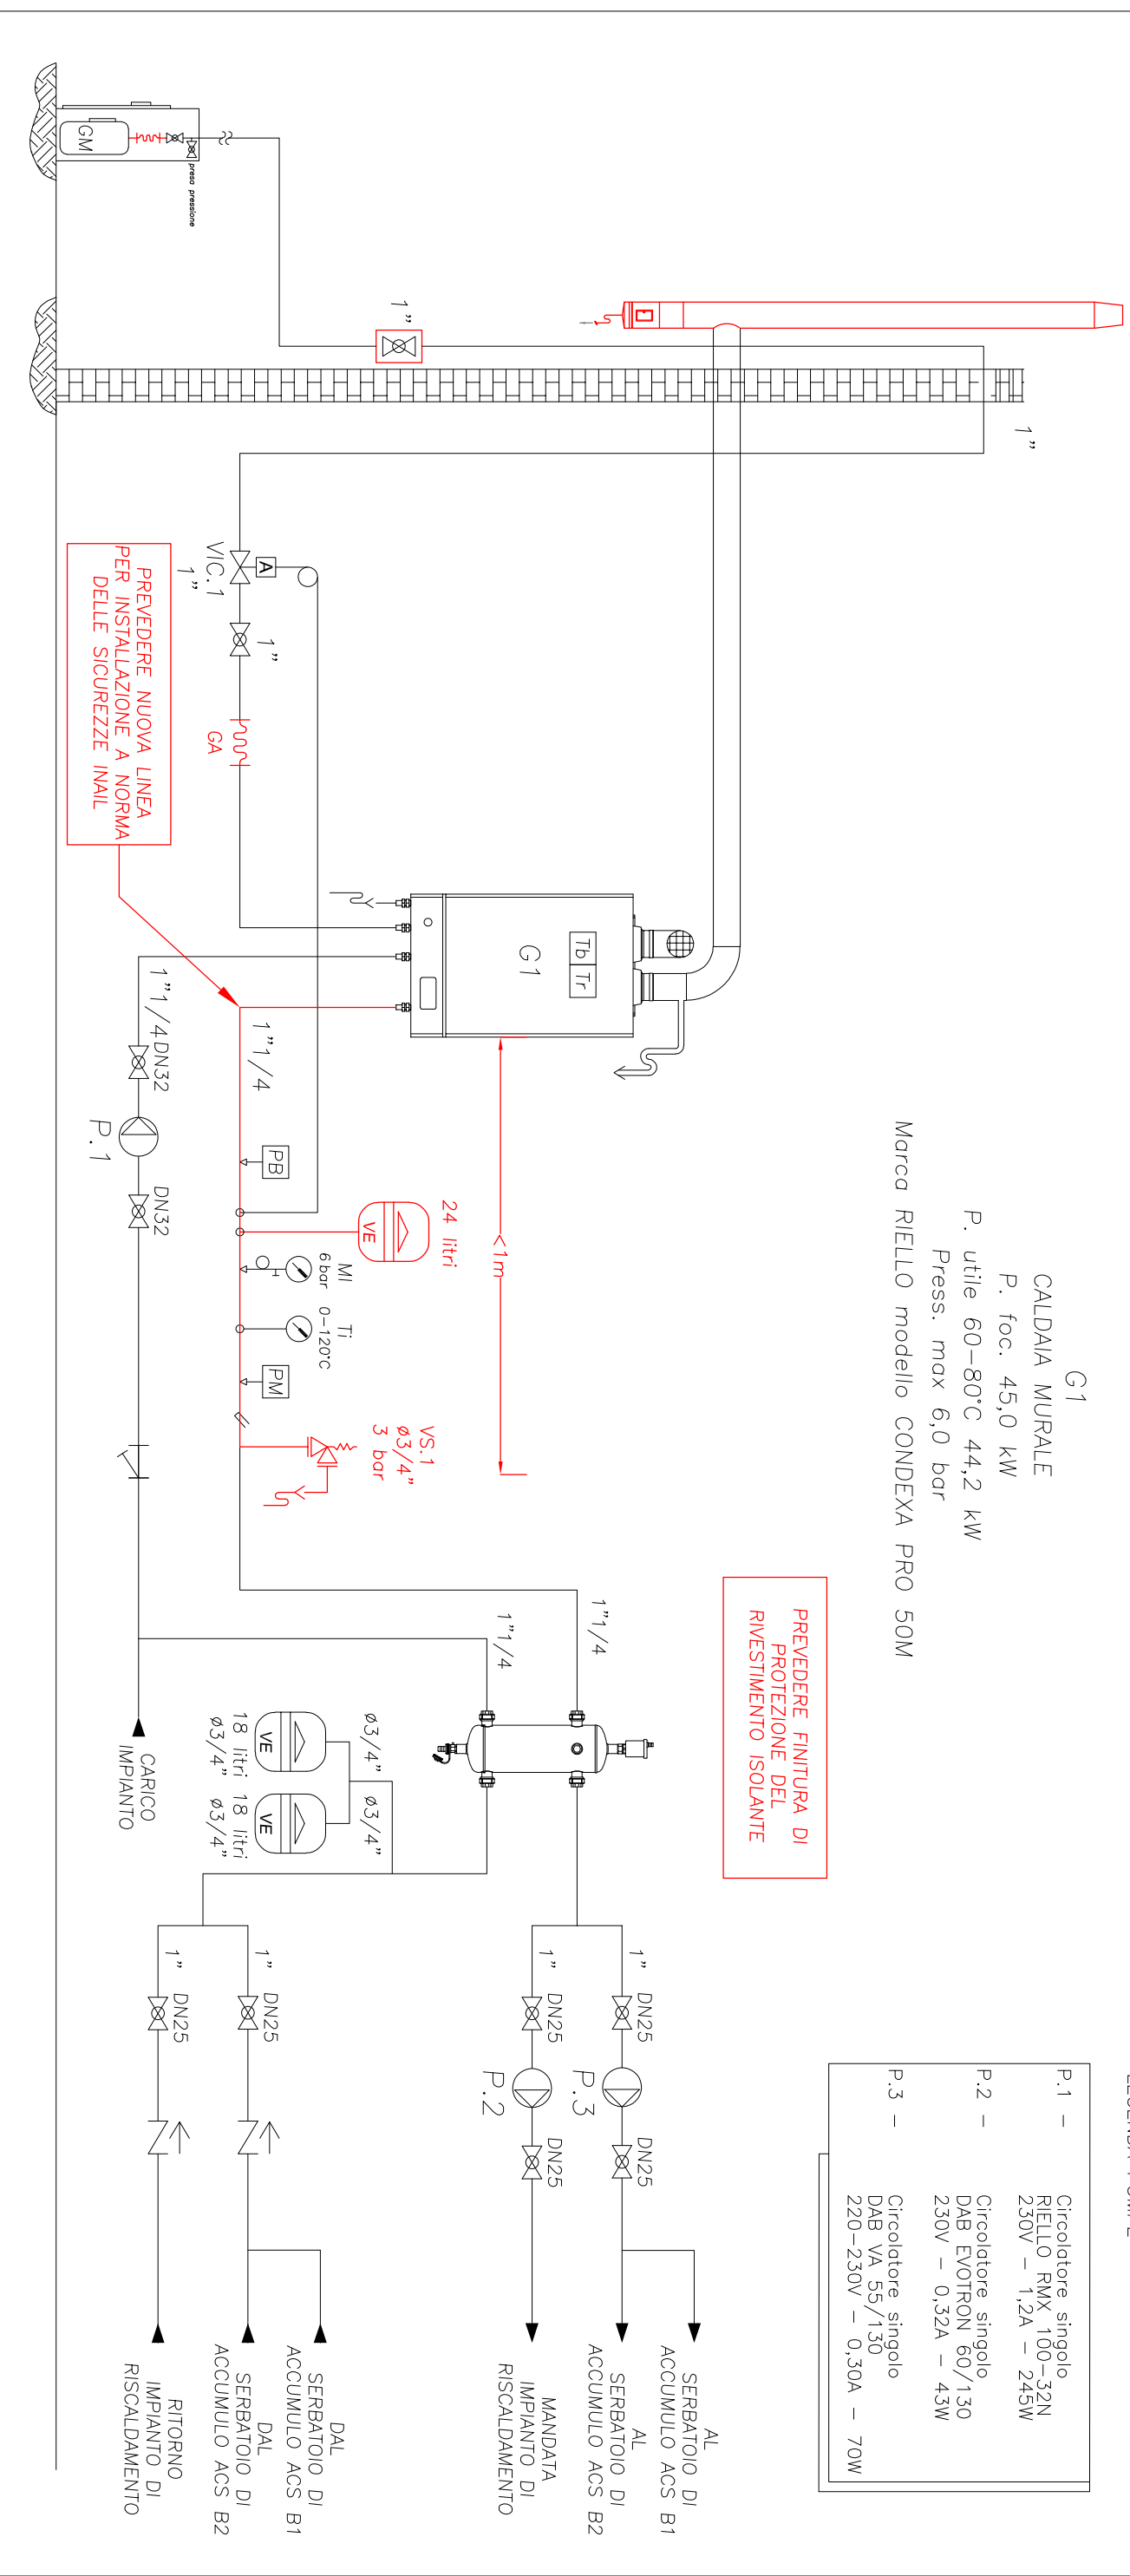 G1
CALDAIA MURALE
P. foc. 45,0 kW
P. utile 60-80°C 44,2 kW
Press. max 6,0 bar
Marca RIELLO modello CONDEXA PRO 50M
P.1 - Circolatore singolo
RIELLO RMX 100-32N
230V - 1,2A - 245W
P.2 - Circolatore singolo
DAB EVOTRON 60/130
230V - 0,32A - 43W
P.3 - Circolatore singolo
DAB VA 55/130
220-230V - 0,30A - 70W
PREVEDERE FINITURA DI
PROTEZIONE DEL
RIVESTIMENTO ISOLANTE
1"
1"
GM
presa pressione
VIC.1
1"
A
1"
GA
PREVEDERE NUOVA LINEA
PER INSTALLAZIONE A NORMA
DELLE SICUREZZE INAIL
Tb
Tr
G1
<1m
1"1/4
1"1/4
DN32
P.1
DN32
PB
24 litri
VE
MI
6bar
Ti
0-120°C
PM
VS.1
ø3/4"
3 bar
1"1/4
1"1/4
CARICO
IMPIANTO
ø3/4"
ø3/4"
VE
VE
18 litri
ø3/4"
18 litri
ø3/4"
1"
DN25
P.3
DN25
1"
DN25
P.2
DN25
1"
DN25
1"
DN25
AL
SERBATOIO DI
ACCUMULO ACS B1
AL
SERBATOIO DI
ACCUMULO ACS B2
MANDATA
IMPIANTO DI
RISCALDAMENTO
DAL
SERBATOIO DI
ACCUMULO ACS B1
DAL
SERBATOIO DI
ACCUMULO ACS B2
RITORNO
IMPIANTO DI
RISCALDAMENTO